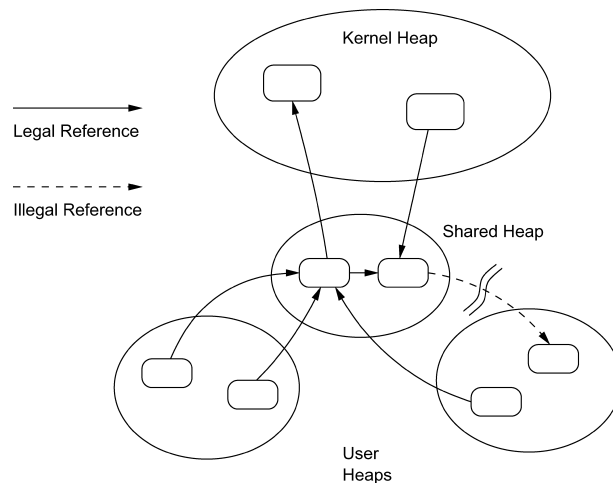 Kernel Heap
Legal Reference
Illegal Reference
Shared Heap
User
Heaps